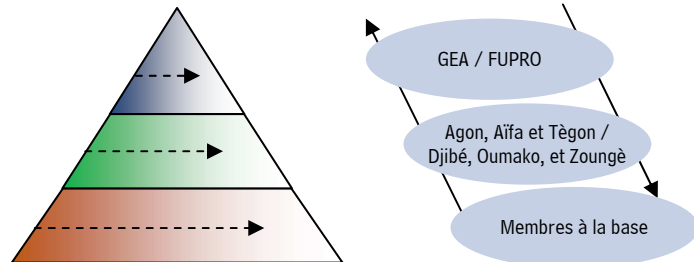 GEA / FUPRO
Agon, Aïfa et Tègon /
Djibé, Oumako, et Zoungè
Membres à la base